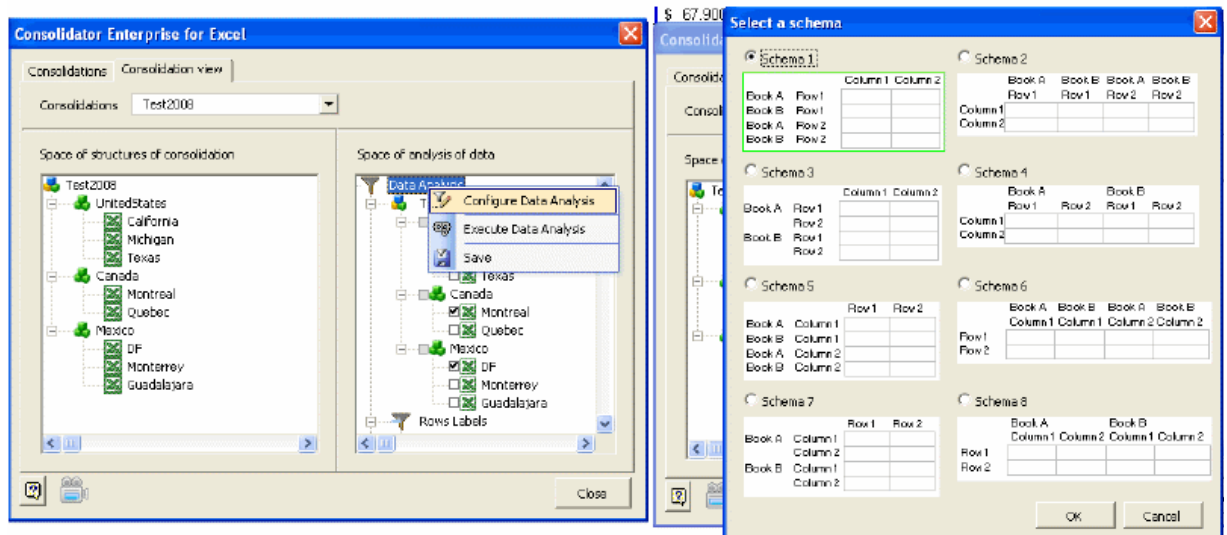 Consolidator Enterprise for Excel
Consolidations Consolidation view
Consolidations Test2008
Space of structures of consolidation
Test2008
UnitedStates
California
Michigan
Texas
Canada
Montreal
Quebec
Mexico
DF
Monterrey
Guadalajara
Space of analysis of data
Data Analysis
Configure Data Analysis
Execute Data Analysis
Save
Texas
Canada
Montreal
Quebec
Mexico
DF
Monterrey
Guadalajara
Rows Labels
Close
$ 67.900
Select a schema
Schema 1
Column 1 Column 2
Book A Row 1
Book B Row 1
Book A Row 2
Book B Row 2
Schema 2
Book A Book B Book A Book B
Row 1 Row 1 Row 2 Row 2
Column 1
Column 2
Schema 3
Column 1 Column 2
Book A Row 1
Row 2
Book B Row 1
Row 2
Schema 4
Book A Book B
Row 1 Row 2 Row 1 Row 2
Column 1
Column 2
Schema 5
Row 1 Row 2
Book A Column 1
Book B Column 1
Book A Column 2
Book B Column 2
Schema 6
Book A Book B Book A Book B
Column 1 Column 1 Column 2 Column 2
Row 1
Row 2
Schema 7
Row 1 Row 2
Book A Column 1
Column 2
Book B Column 1
Column 2
Schema 8
Book A Book B
Column 1 Column 2 Column 1 Column 2
Row 1
Row 2
OK Cancel